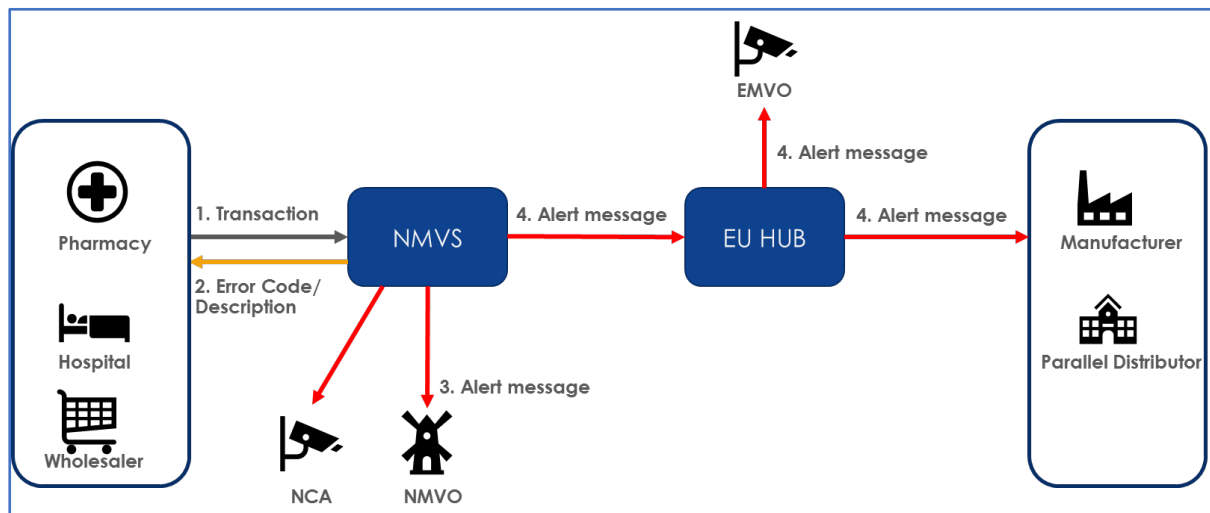 EMVO
4. Alert message
Pharmacy
1. Transaction
2. Error Code/
Description
NMVS
4. Alert message
EU HUB
4. Alert message
Manufacturer
Hospital
Parallel Distributor
3. Alert message
Wholesaler
NCA
NMVO